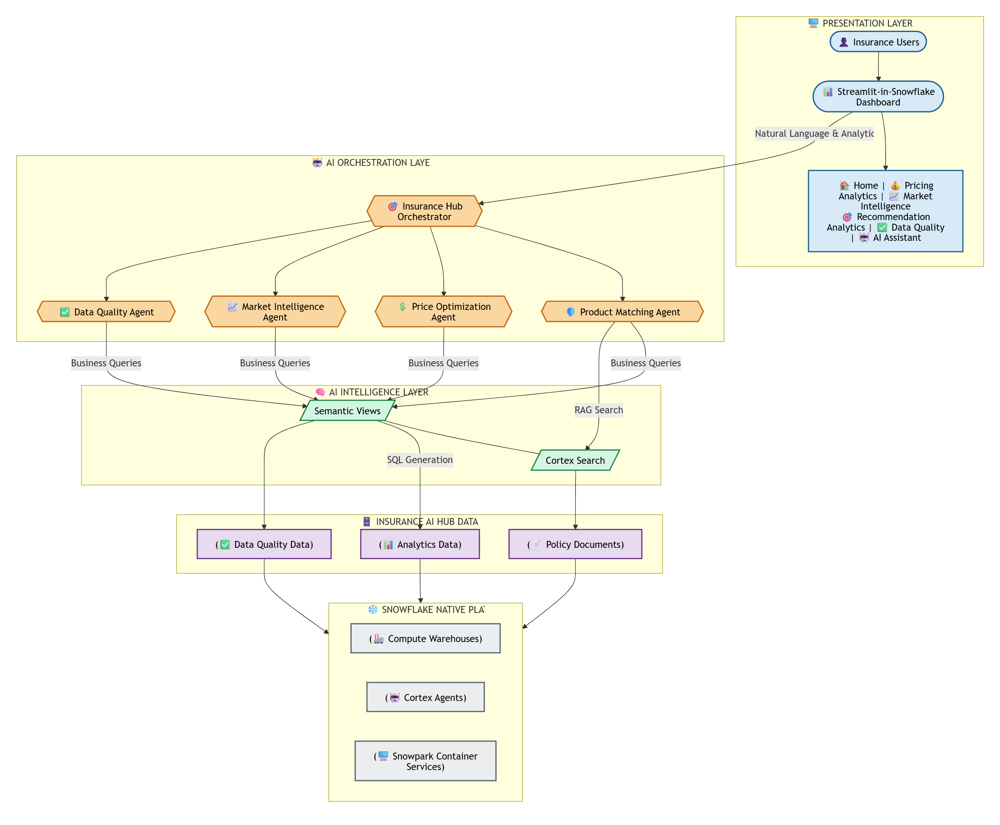 PRESENTATION LAYER
Insurance Users
Streamlit-in-Snowflake
Dashboard
Natural Language & Analytic
Home | Pricing
Analytics | Market
Intelligence
Recommendation
Analytics | Data Quality
| AI Assistant
AI ORCHESTRATION LAYE
Insurance Hub
Orchestrator
Data Quality Agent
Market Intelligence
Agent
$ Price Optimization
Agent
Product Matching Agent
Business Queries
Business Queries
Business Queries
Business Queries
AI INTELLIGENCE LAYER
Semantic Views
RAG Search
SQL Generation
Cortex Search
INSURANCE AI HUB DATA
( Data Quality Data)
( Analytics Data)
( Policy Documents)
SNOWFLAKE NATIVE PLA
( Compute Warehouses)
( Cortex Agents)
( Snowpark Container
Services)